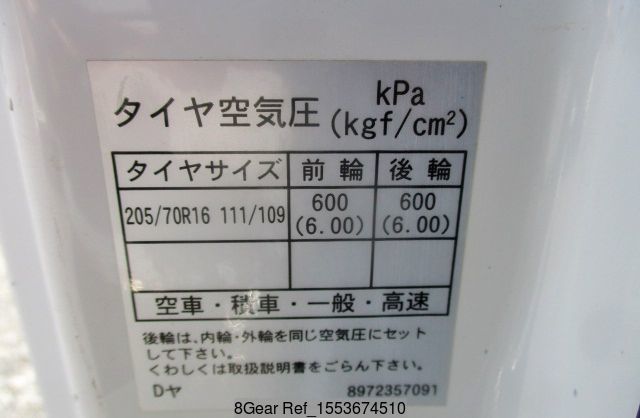 タイヤ空気圧 kPa
(kgf/cm²)
タイヤサイズ 前輪 後輪
205/70R16 111/109 600 600
(6.00) (6.00)
空車・積車・一般・高速
後輪は、内輪・外輪を同じ空気圧にセット
して下さい。
くわしくは取扱説明書をごらん下さい。
Dヤ 8972357091
8Gear Ref_1553674510